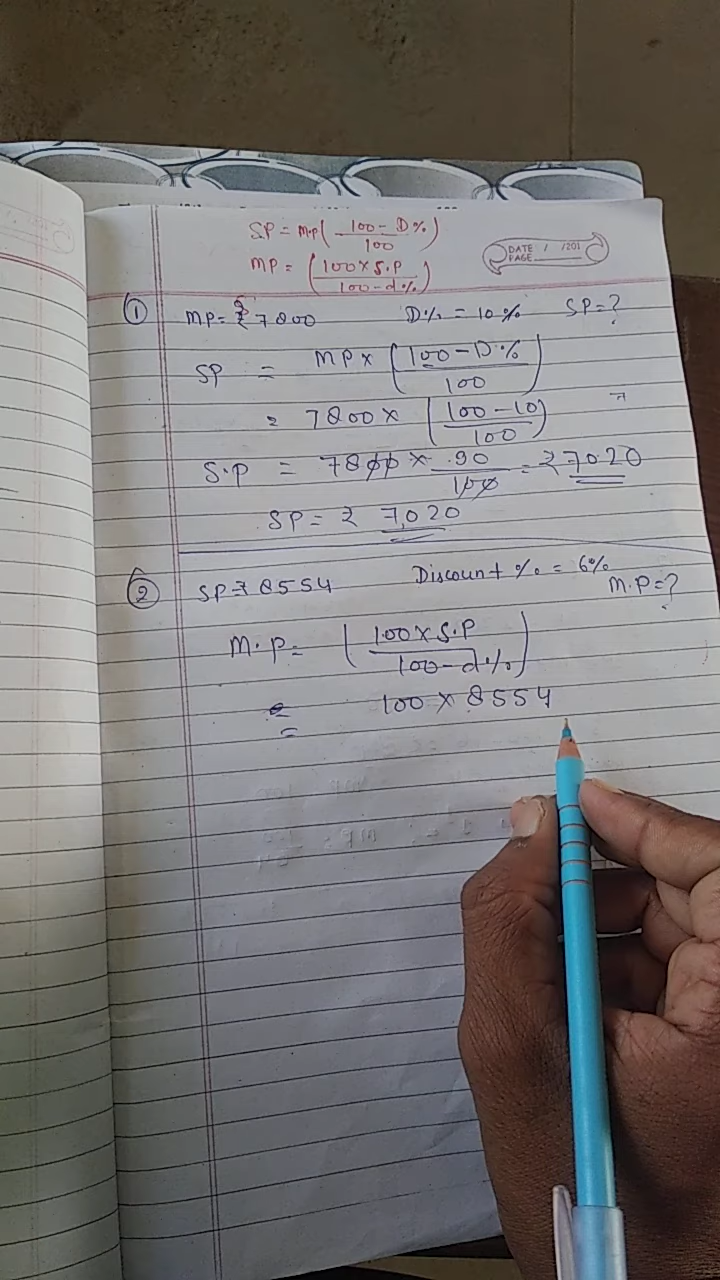 S.P = M.P ( 100 - D% / 100 )
MP = ( 100 × S.P / 100 - d% )
DATE / /201
PAGE
① MP = ₹ 7800 D% = 10% SP = ?
SP = MP × ( 100 - D% / 100 )
= 7800 × ( 100 - 10 / 100 )
S.P = 7800 × 90 / 100 = ₹ 7020
SP = ₹ 7,020
② SP ₹ 8554 Discount % = 6% M.P = ?
M.P = ( 100 × S.P / 100 - d% )
= 100 × 8554